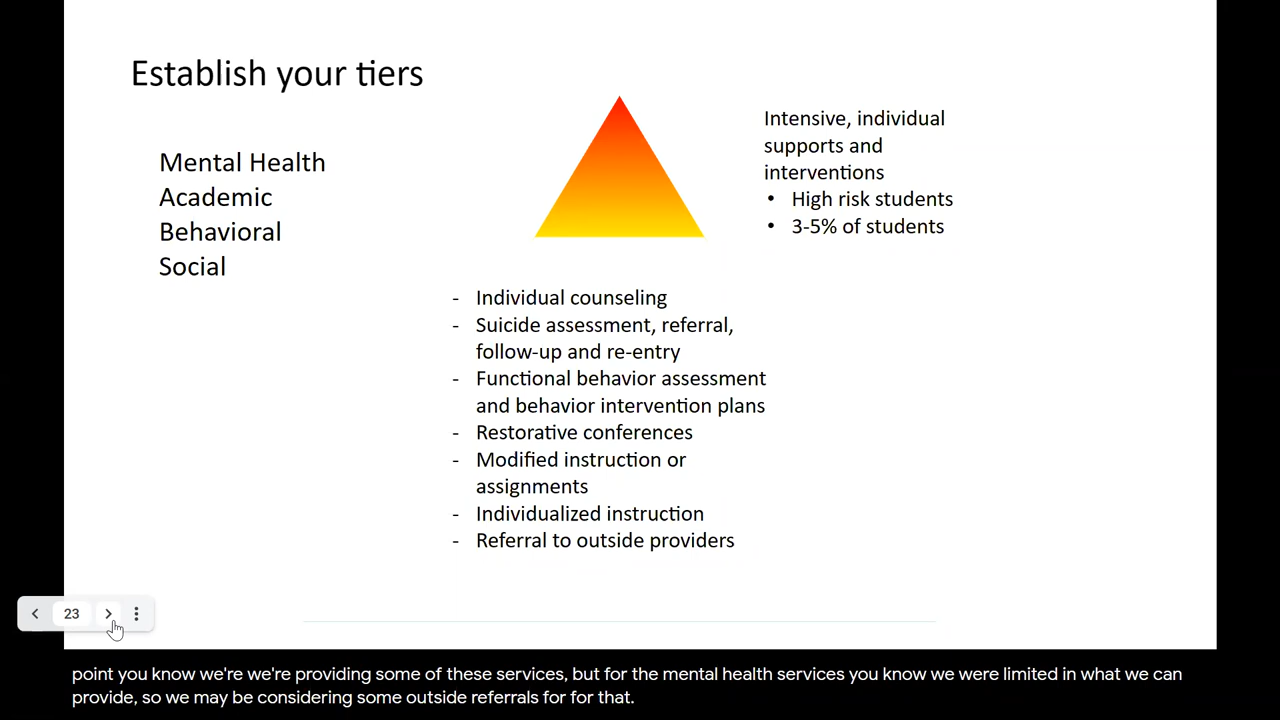 Establish your tiers
Mental Health
Academic
Behavioral
Social
Intensive, individual
supports and
interventions
• High risk students
• 3-5% of students
- Individual counseling
- Suicide assessment, referral,
follow-up and re-entry
- Functional behavior assessment
and behavior intervention plans
- Restorative conferences
- Modified instruction or
assignments
- Individualized instruction
- Referral to outside providers
23
point you know we're we're providing some of these services, but for the mental health services you know we were limited in what we can
provide, so we may be considering some outside referrals for for that.